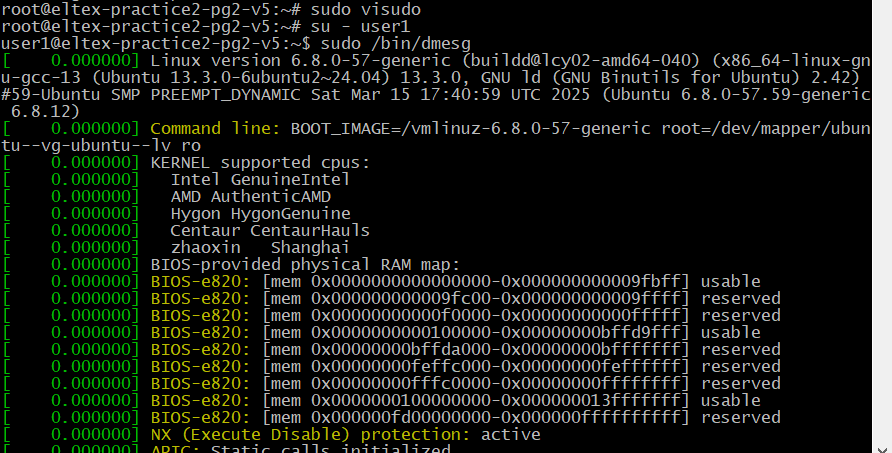 root@eltex-practice2-pg2-v5:~# sudo visudo
root@eltex-practice2-pg2-v5:~# su - user1
user1@eltex-practice2-pg2-v5:~$ sudo /bin/dmesg
[    0.000000] Linux version 6.8.0-57-generic (buildd@lcy02-amd64-040) (x86_64-linux-gn
u-gcc-13 (Ubuntu 13.3.0-6ubuntu2~24.04) 13.3.0, GNU ld (GNU Binutils for Ubuntu) 2.42)
#59-Ubuntu SMP PREEMPT_DYNAMIC Sat Mar 15 17:40:59 UTC 2025 (Ubuntu 6.8.0-57.59-generic
 6.8.12)
[    0.000000] Command line: BOOT_IMAGE=/vmlinuz-6.8.0-57-generic root=/dev/mapper/ubun
tu--vg-ubuntu--lv ro
[    0.000000] KERNEL supported cpus:
[    0.000000]   Intel GenuineIntel
[    0.000000]   AMD AuthenticAMD
[    0.000000]   Hygon HygonGenuine
[    0.000000]   Centaur CentaurHauls
[    0.000000]   zhaoxin   Shanghai
[    0.000000] BIOS-provided physical RAM map:
[    0.000000] BIOS-e820: [mem 0x0000000000000000-0x000000000009fbff] usable
[    0.000000] BIOS-e820: [mem 0x000000000009fc00-0x000000000009ffff] reserved
[    0.000000] BIOS-e820: [mem 0x00000000000f0000-0x00000000000fffff] reserved
[    0.000000] BIOS-e820: [mem 0x0000000000100000-0x00000000bffd9fff] usable
[    0.000000] BIOS-e820: [mem 0x00000000bffda000-0x00000000bfffffff] reserved
[    0.000000] BIOS-e820: [mem 0x00000000feffc000-0x00000000feffffff] reserved
[    0.000000] BIOS-e820: [mem 0x00000000fffc0000-0x00000000ffffffff] reserved
[    0.000000] BIOS-e820: [mem 0x0000000100000000-0x000000013fffffff] usable
[    0.000000] BIOS-e820: [mem 0x000000fd00000000-0x000000ffffffffff] reserved
[    0.000000] NX (Execute Disable) protection: active
[    0.000000] APIC: Static calls initialized